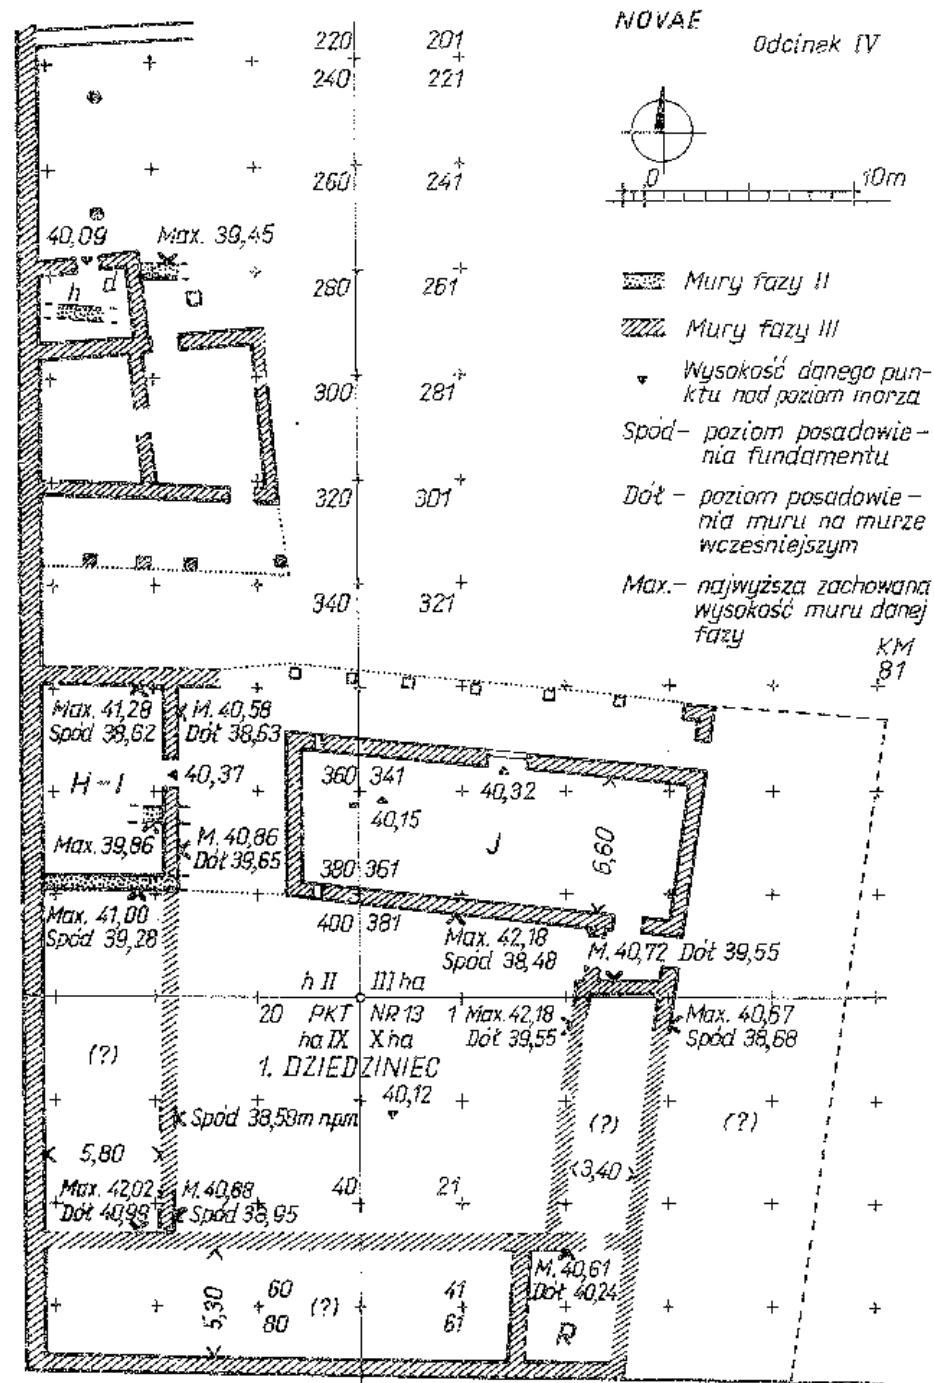 NOVAE
Odcinek IV
220 201
240 221
260 241
0 10m
40,09 Max. 39,45
h d
280 261
Mury fazy II
Mury fazy III
Wysokość danego pun-
ktu nad poziom morza
300 281
Spód - poziom posadowie-
nia fundamentu
320 301
Dół - poziom posadowie-
nia muru na murze
wcześniejszym
340 321
Max. - najwyższa zachowana
wysokość muru danej
fazy
KM
81
Max. 41,28 M. 40,58
Spód 38,62 Dół 38,63
H-I 40,37
360 341
40,32
40,15
6,60
J
Max. 39,86
M. 40,86
Dół 39,65
380 361
Max. 41,00
Spód 39,28
400 381
Max. 42,18
Spód 38,48
M. 40,72 Dół 39,55
h II III ha
20 PKT NR 13 1
ha IX X ha
Max. 42,18
Dół 39,55
Max. 40,67
Spód 38,68
(?)
1. DZIEDZINIEC
40,12
Spód 38,59m npm
(?) (?)
5,80
3,40
Max. 42,02 M. 40,68
Dół 40,99 Spód 38,95
40 21
M. 40,61
Dół 40,24
5,30
60 (?) 41
80 61
R